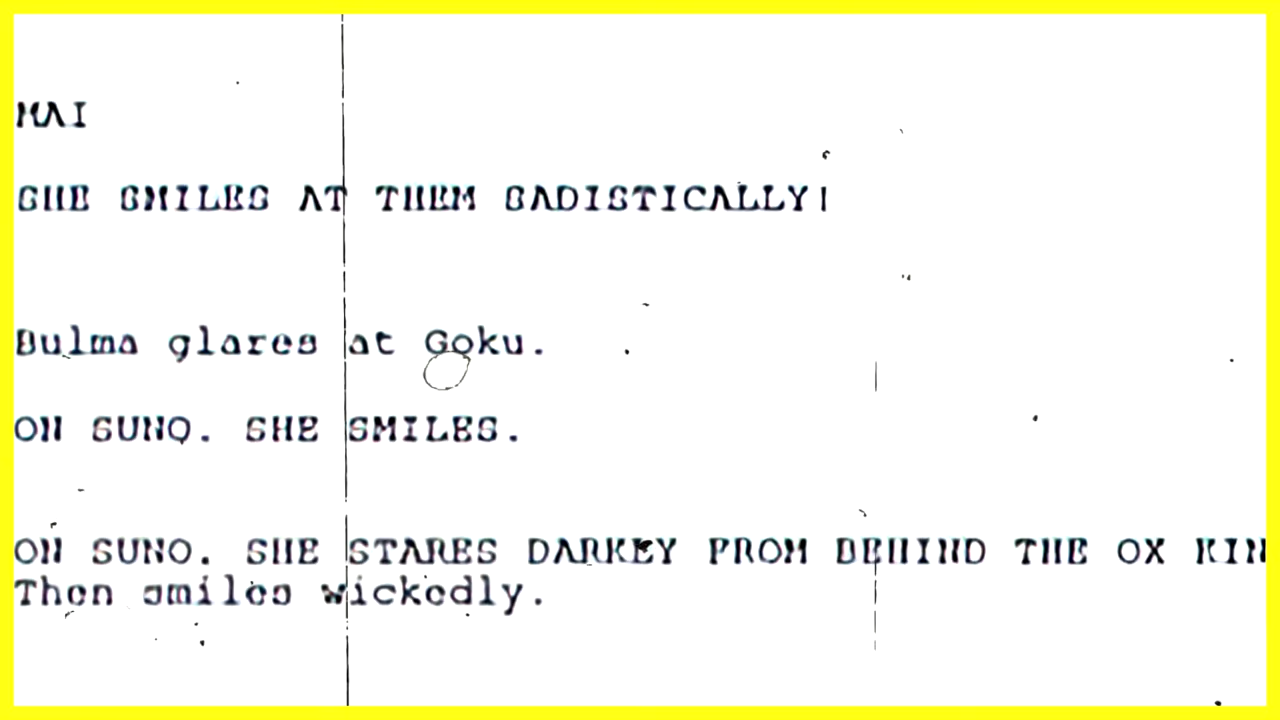 MAI
SHE SMILES AT THEM SADISTICALLY!
Bulma glares at Goku.
ON SUNO. SHE SMILES.
ON SUNO. SHE STARES DARKEY FROM BEHIND THE OX KIN
Then smiles wickedly.